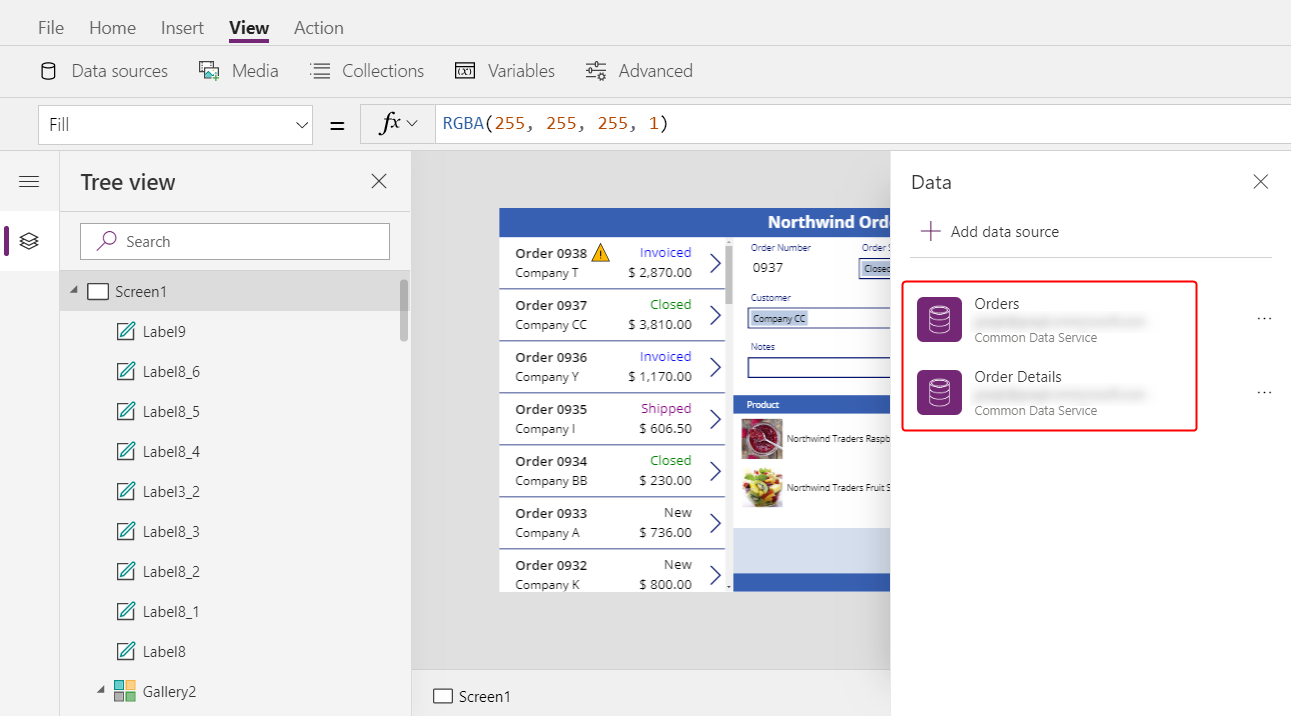 File Home Insert View Action
Data sources Media Collections Variables Advanced
Fill = fx RGBA(255, 255, 255, 1)
Tree view
Search
Screen1
Label9
Label8_6
Label8_5
Label8_4
Label3_2
Label8_3
Label8_2
Label8_1
Label8
Gallery2
Northwind Orde
Order 0938 Invoiced
Company T $ 2,870.00
Order 0937 Closed
Company CC $ 3,810.00
Order 0936 Invoiced
Company Y $ 1,170.00
Order 0935 Shipped
Company I $ 606.50
Order 0934 Closed
Company BB $ 230.00
Order 0933 New
Company A $ 736.00
Order 0932 New
Company K $ 800.00
Order Number Order S
0937 Closed
Customer
Company CC
Notes
Product
Northwind Traders Raspb
Northwind Traders Fruit S
Screen1
Data
Add data source
Orders
Common Data Service
...
Order Details
Common Data Service
...